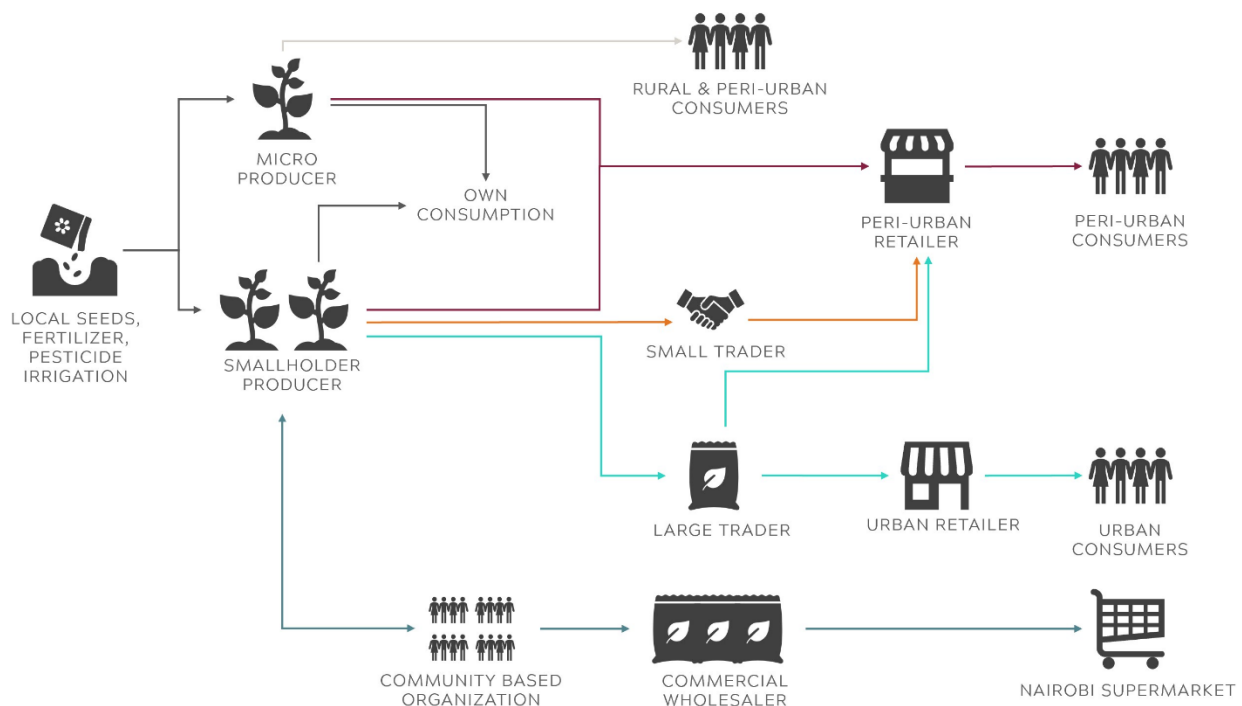 RURAL & PERI-URBAN
CONSUMERS
MICRO
PRODUCER
OWN
CONSUMPTION
PERI-URBAN
RETAILER
PERI-URBAN
CONSUMERS
LOCAL SEEDS,
FERTILIZER,
PESTICIDE
IRRIGATION
SMALLHOLDER
PRODUCER
SMALL TRADER
LARGE TRADER
URBAN RETAILER
URBAN
CONSUMERS
COMMUNITY BASED
ORGANIZATION
COMMERCIAL
WHOLESALER
NAIROBI SUPERMARKET